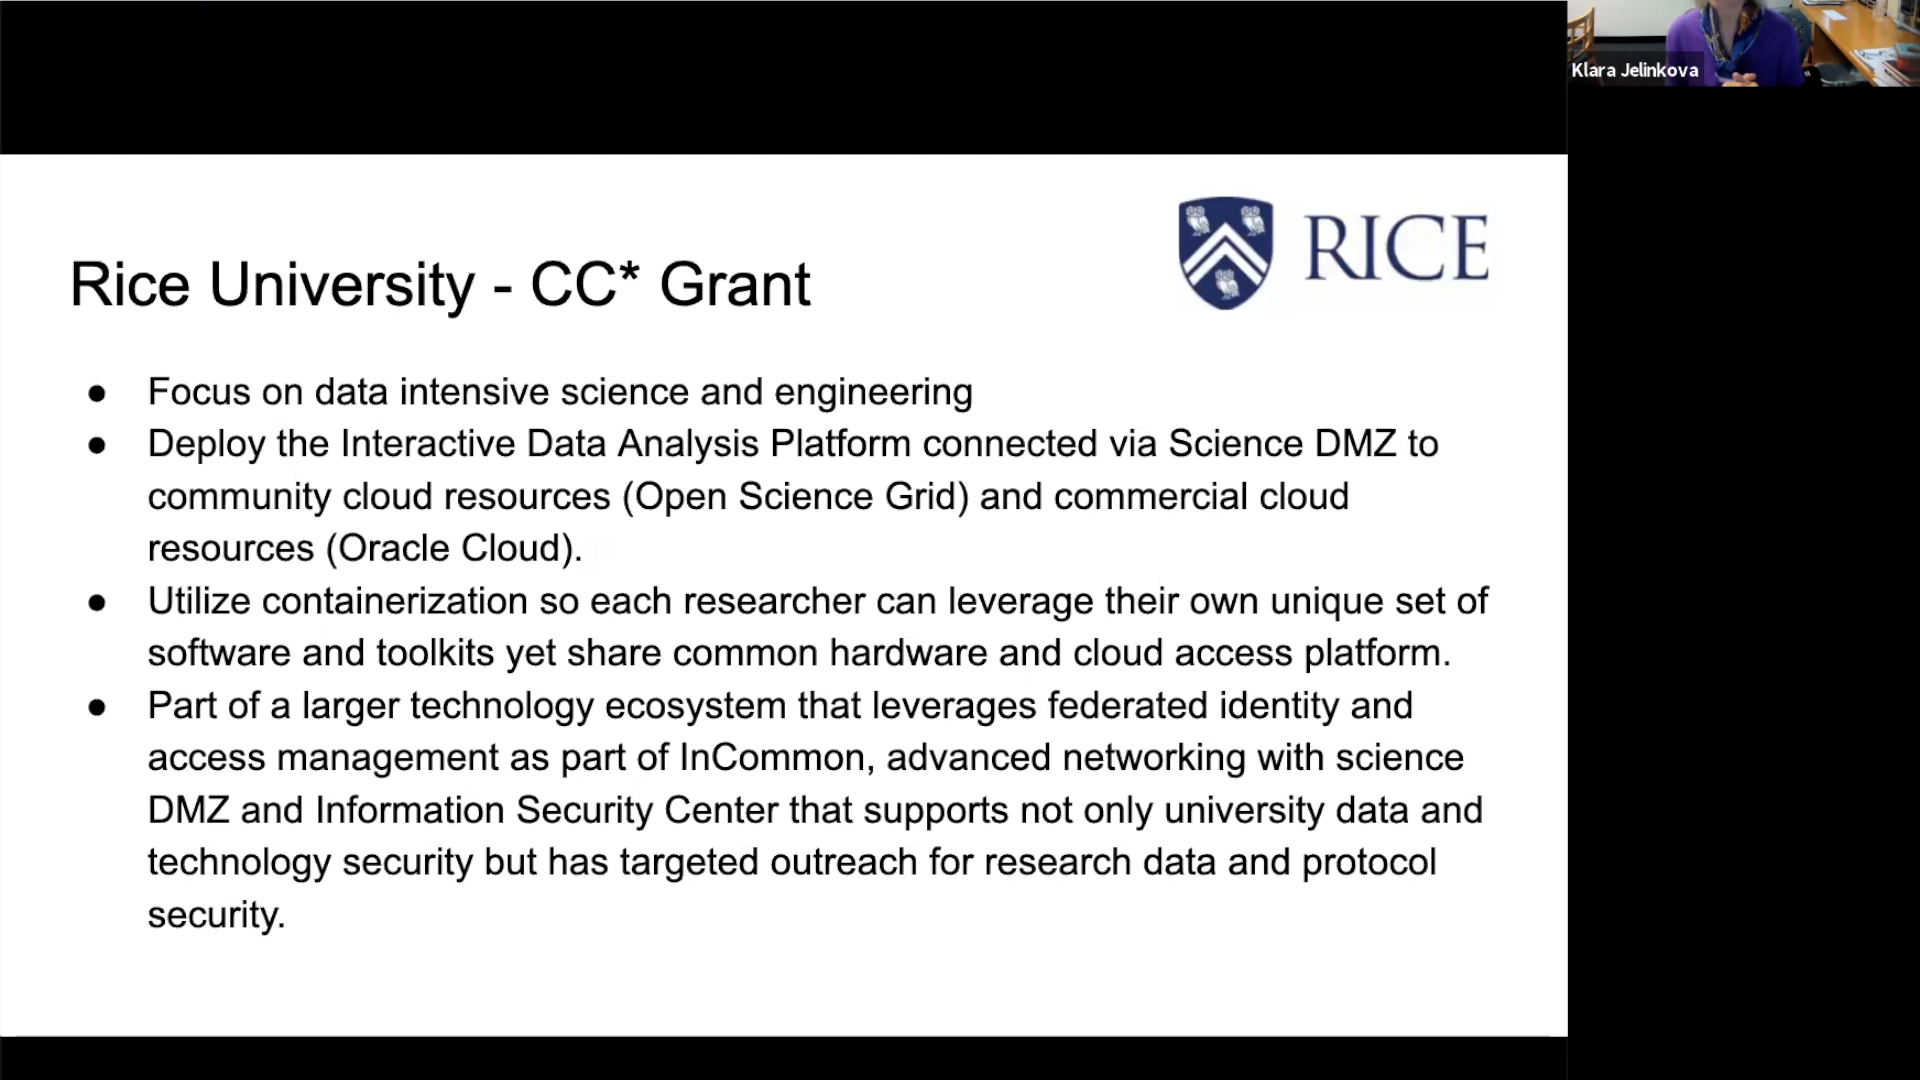 Klara Jelinkova
RICE
Rice University - CC* Grant
● Focus on data intensive science and engineering
● Deploy the Interactive Data Analysis Platform connected via Science DMZ to
community cloud resources (Open Science Grid) and commercial cloud
resources (Oracle Cloud).
● Utilize containerization so each researcher can leverage their own unique set of
software and toolkits yet share common hardware and cloud access platform.
● Part of a larger technology ecosystem that leverages federated identity and
access management as part of InCommon, advanced networking with science
DMZ and Information Security Center that supports not only university data and
technology security but has targeted outreach for research data and protocol
security.